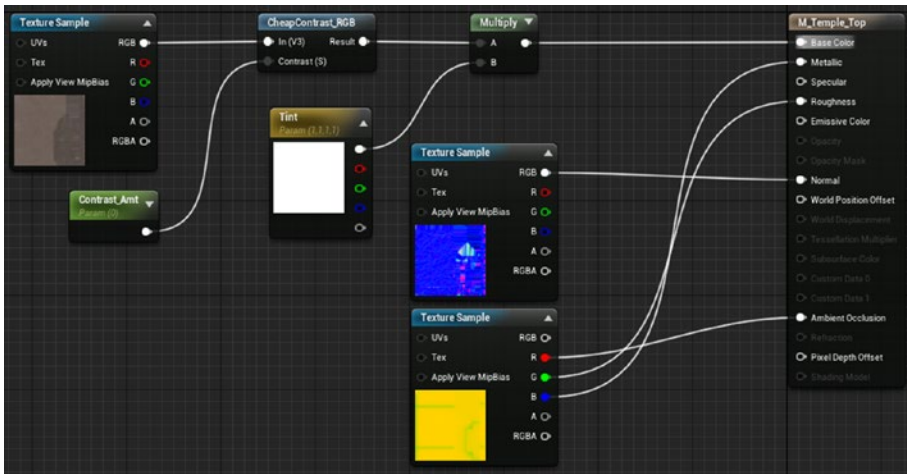 Texture Sample
UVs RGB
Tex R
Apply View MipBias G
B
A
RGBA
CheapContrast_RGB
In (V3) Result
Contrast (S)
Multiply
A
B
Tint
Param (1,1,1,1)
Contrast_Amt
Param (0)
Texture Sample
UVs RGB
Tex R
Apply View MipBias G
B
A
RGBA
Texture Sample
UVs RGB
Tex R
Apply View MipBias G
B
A
RGBA
M_Temple_Top
Base Color
Metallic
Specular
Roughness
Emissive Color
Opacity
Opacity Mask
Normal
World Position Offset
World Displacement
Tessellation Multiplier
Subsurface Color
Custom Data 0
Custom Data 1
Ambient Occlusion
Refraction
Pixel Depth Offset
Shading Model